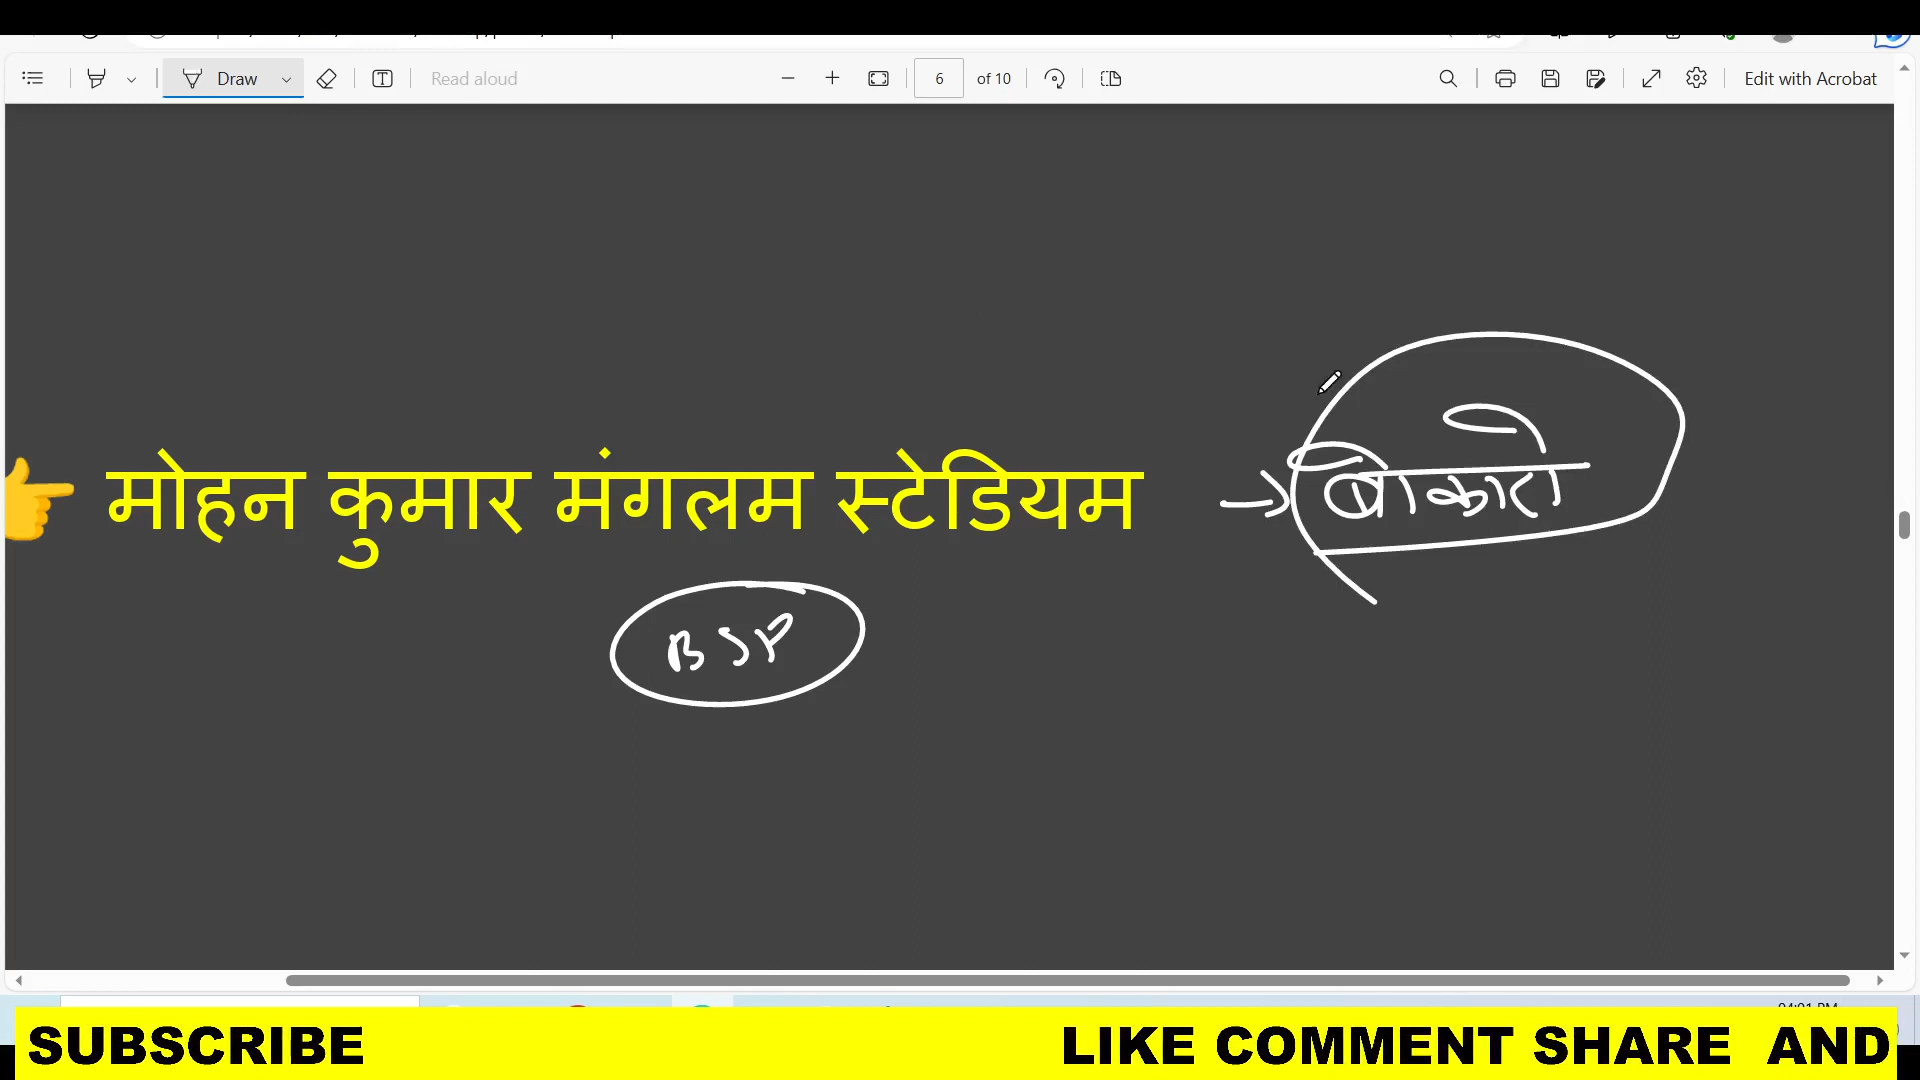 Draw
Read aloud
6 of 10
Edit with Acrobat
👉 मोहन कुमार मंगलम स्टेडियम
→ बोकारो
BSP
SUBSCRIBE LIKE COMMENT SHARE AND